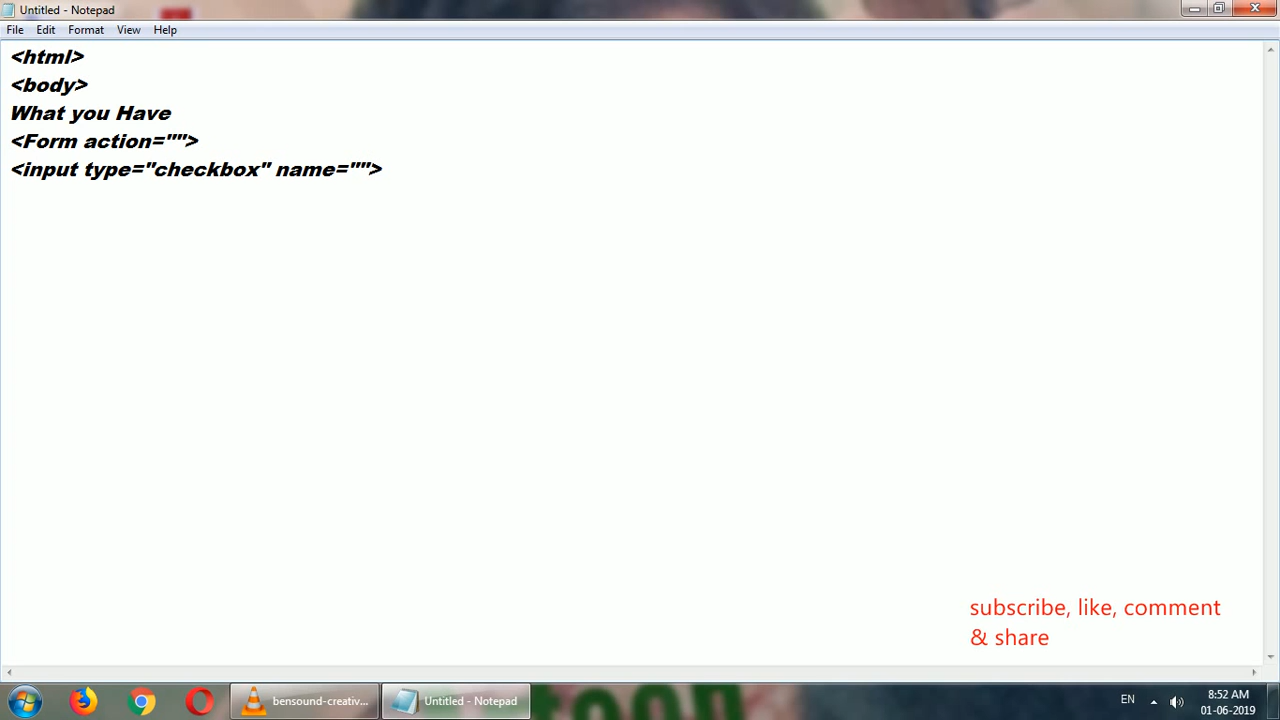 Untitled - Notepad
File Edit Format View Help
<html>
<body>
What you Have
<Form action="">
<input type="checkbox" name="">
subscribe, like, comment
& share
bensound-creativ...
Untitled - Notepad
EN
8:52 AM
01-06-2019